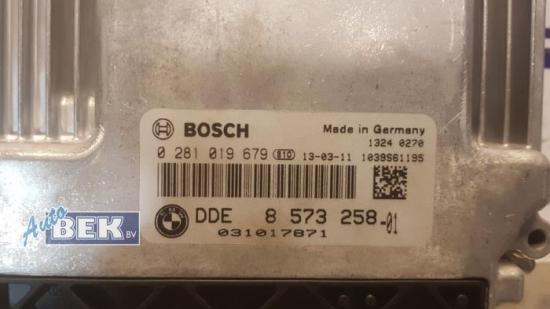 BOSCH
Made in Germany
1324 0270
0 281 019 679 B10 13-03-11 1039S61195
DDE 8 573 258-01
031017871
Auto
BEK BV